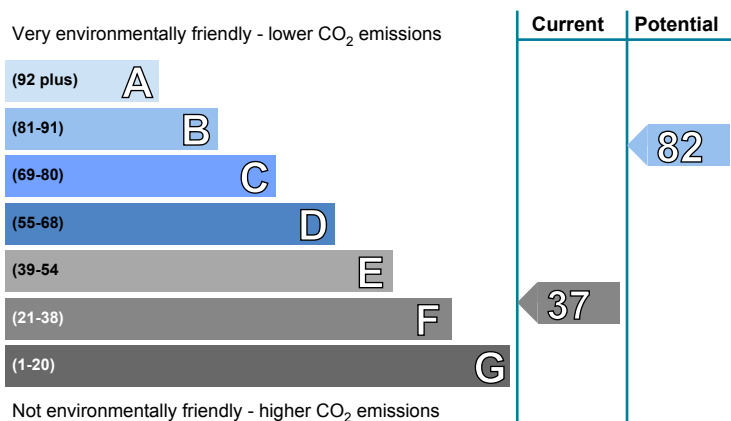 Current Potential
Very environmentally friendly - lower CO2 emissions
(92 plus) A
(81-91) B
82
(69-80) C
(55-68) D
(39-54 E
37
(21-38) F
(1-20) G
Not environmentally friendly - higher CO2 emissions